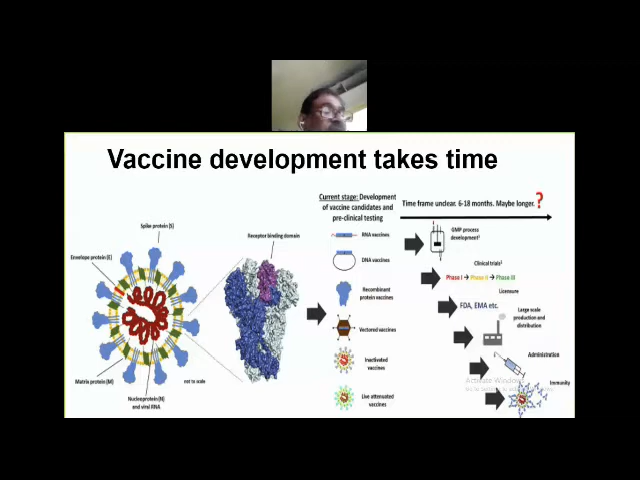 Vaccine development takes time
Current stage: Development
of vaccine candidates and
pre-clinical testing
Time frame unclear. 6-18 months. Maybe longer. ?
Spike protein (S)
Envelope protein (E)
Receptor binding domain
Matrix protein (M)
not to scale
Nucleoprotein (N)
and viral RNA
RNA vaccines
DNA vaccines
Recombinant
protein vaccines
Vectored vaccines
Inactivated
vaccines
Live attenuated
vaccines
GMP process
development¹
Clinical trials²
Phase I → Phase II → Phase III
Licensure
FDA, EMA etc.
Large scale
production and
distribution
Administration
Activate Windows
Immunity